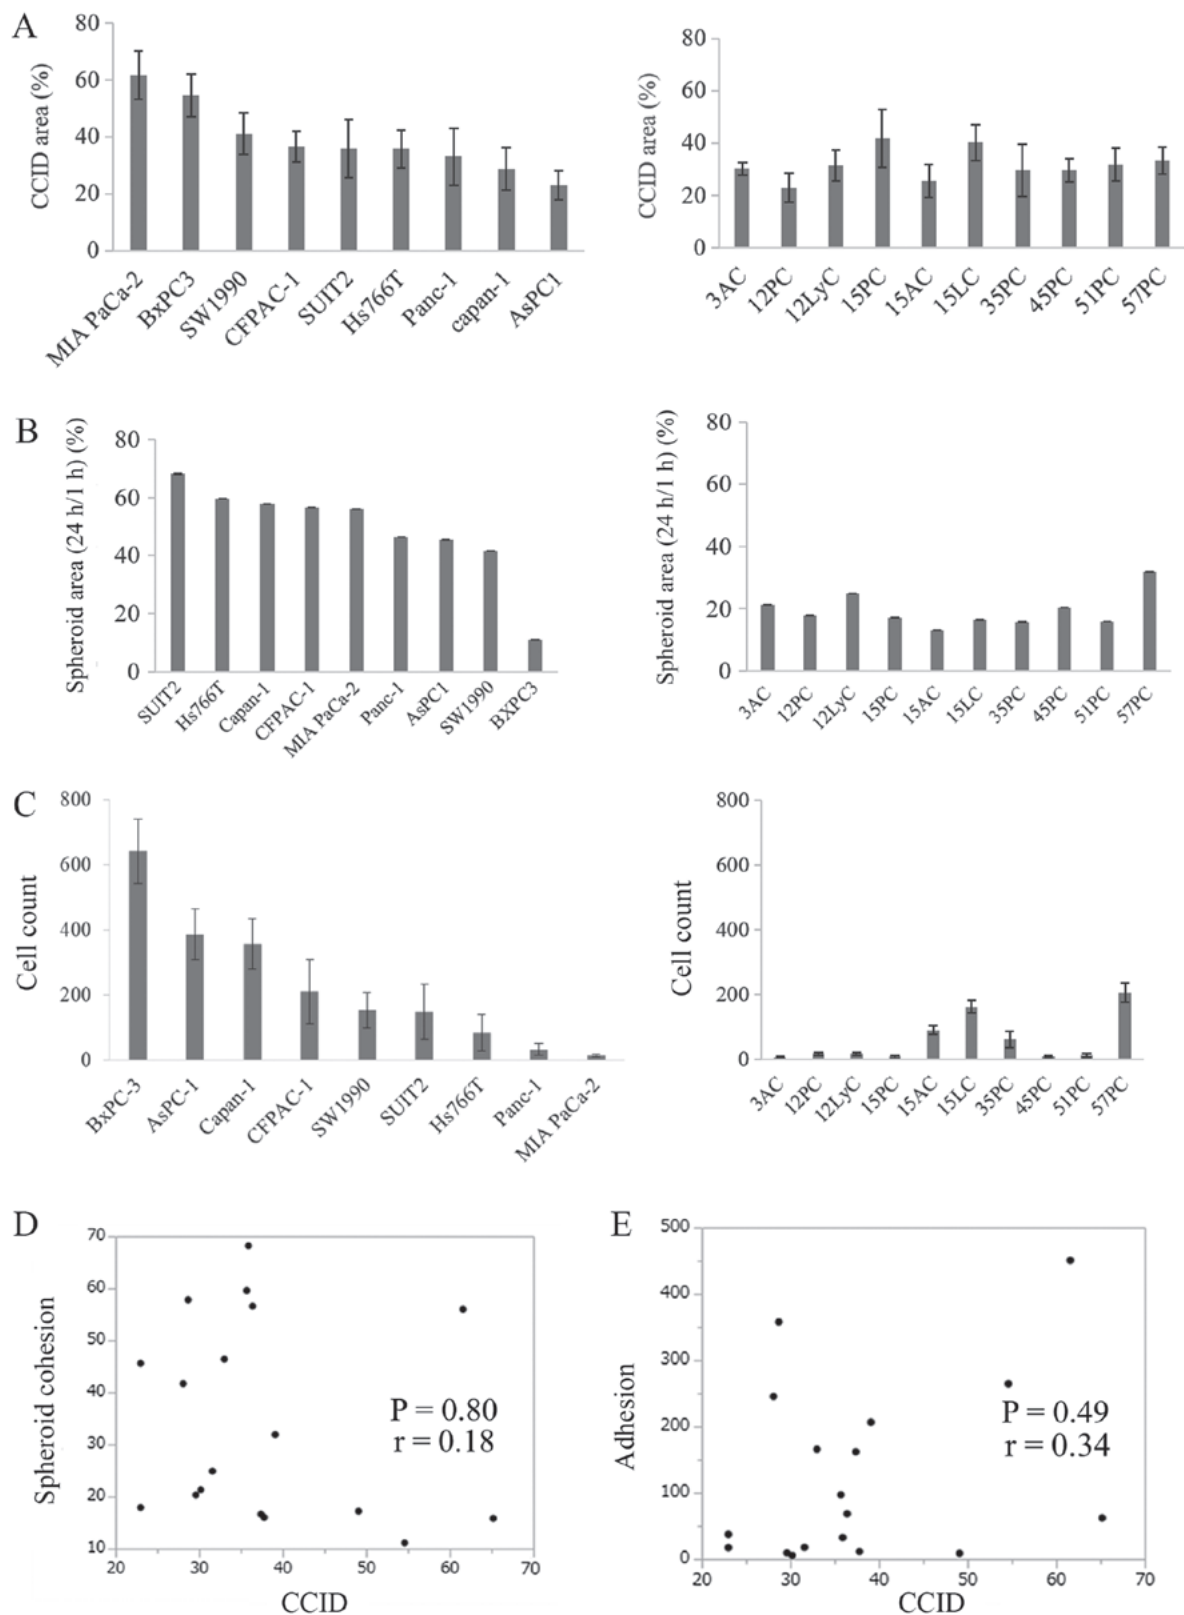 A
CCID area (%)
80
60
40
20
0
MIA PaCa-2
BxPC3
SW1990
CFPAC-1
SUIT2
Hs766T
Panc-1
capan-1
AsPC1
CCID area (%)
80
60
40
20
0
3AC
12PC
12LyC
15PC
15AC
15LC
35PC
45PC
51PC
57PC
B
Spheroid area (24 h/1 h) (%)
80
60
40
20
0
SUIT2
Hs766T
Capan-1
CFPAC-1
MIA PaCa-2
Panc-1
AsPC1
SW1990
BXPC3
Spheroid area (24 h/1 h) (%)
80
60
40
20
0
3AC
12PC
12LyC
15PC
15AC
15LC
35PC
45PC
51PC
57PC
C
Cell count
800
600
400
200
0
BxPC-3
AsPC-1
Capan-1
CFPAC-1
SW1990
SUIT2
Hs766T
Panc-1
MIA PaCa-2
Cell count
800
600
400
200
0
3AC
12PC
12LyC
15PC
15AC
15LC
35PC
45PC
51PC
57PC
D
Spheroid cohesion
70
60
50
40
30
20
10
P = 0.80
r = 0.18
20 30 40 50 60 70
CCID
E
Adhesion
500
400
300
200
100
0
P = 0.49
r = 0.34
20 30 40 50 60 70
CCID